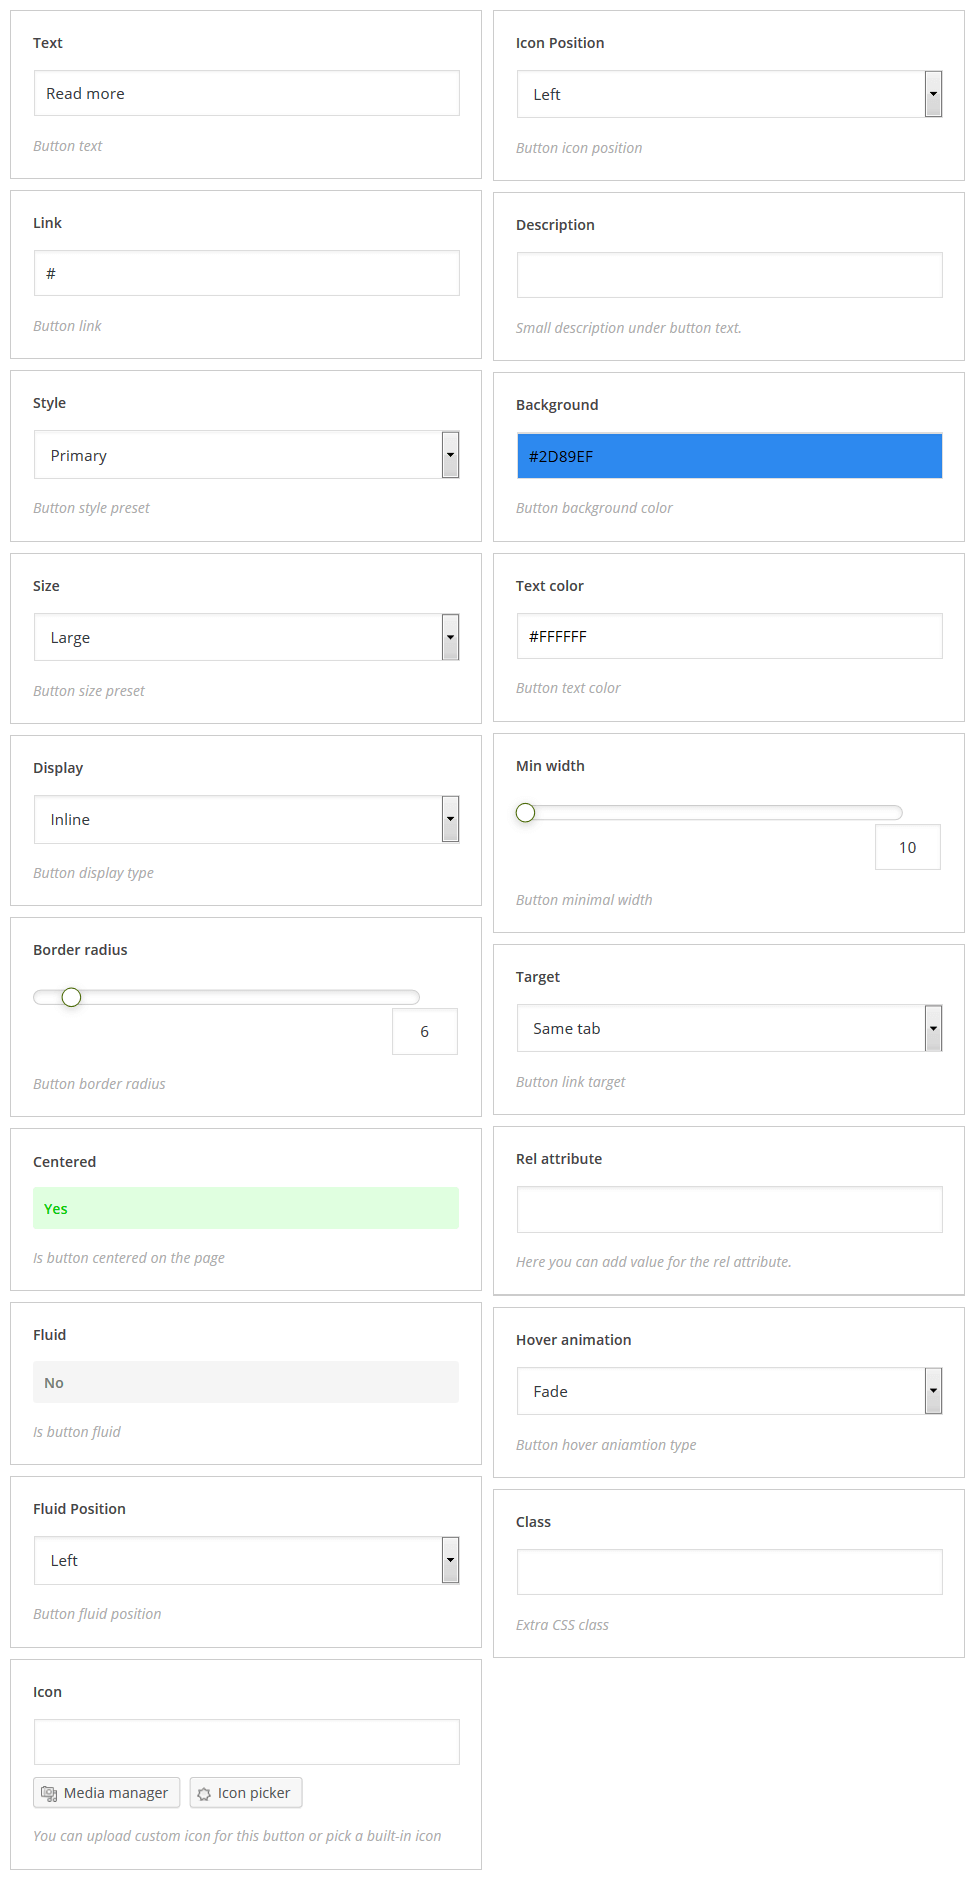 Text
Read more
Button text
Link
#
Button link
Style
Primary
Button style preset
Size
Large
Button size preset
Display
Inline
Button display type
Border radius
6
Button border radius
Centered
Yes
Is button centered on the page
Fluid
No
Is button fluid
Fluid Position
Left
Button fluid position
Icon
Media manager
Icon picker
You can upload custom icon for this button or pick a built-in icon
Icon Position
Left
Button icon position
Description
Small description under button text.
Background
#2D89EF
Button background color
Text color
#FFFFFF
Button text color
Min width
10
Button minimal width
Target
Same tab
Button link target
Rel attribute
Here you can add value for the rel attribute.
Hover animation
Fade
Button hover aniamtion type
Class
Extra CSS class